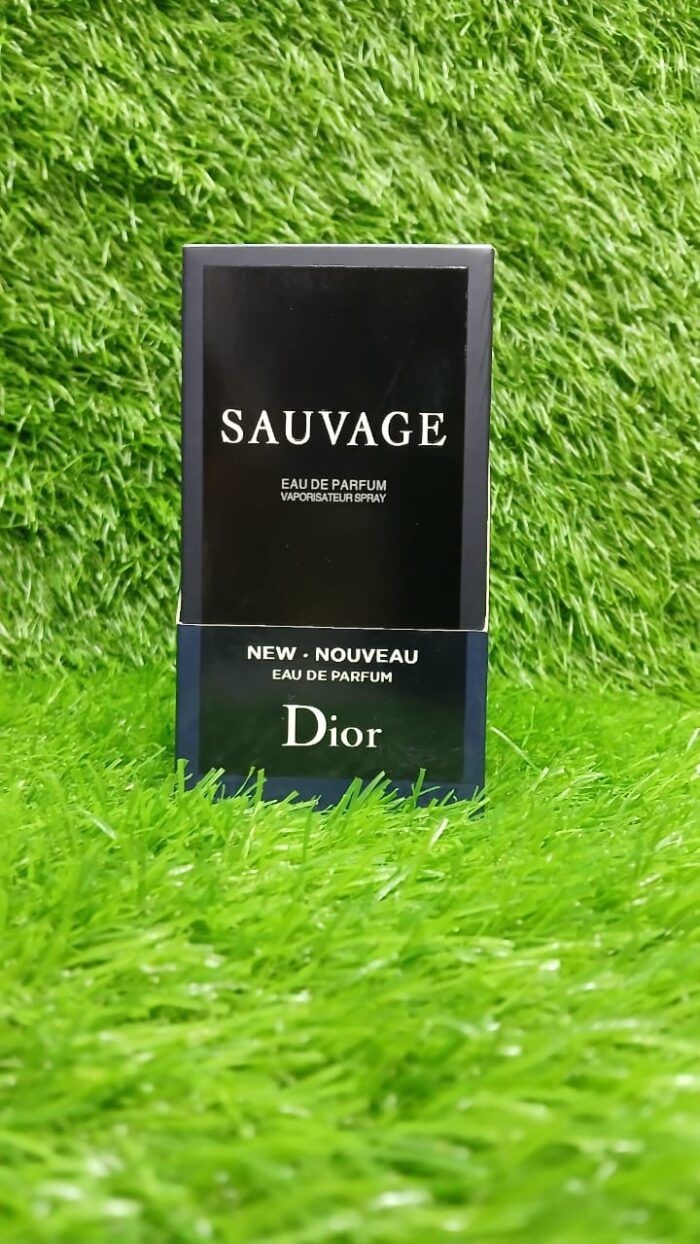 SAUVAGE
EAU DE PARFUM
VAPORISATEUR SPRAY
NEW · NOUVEAU
EAU DE PARFUM
Dior